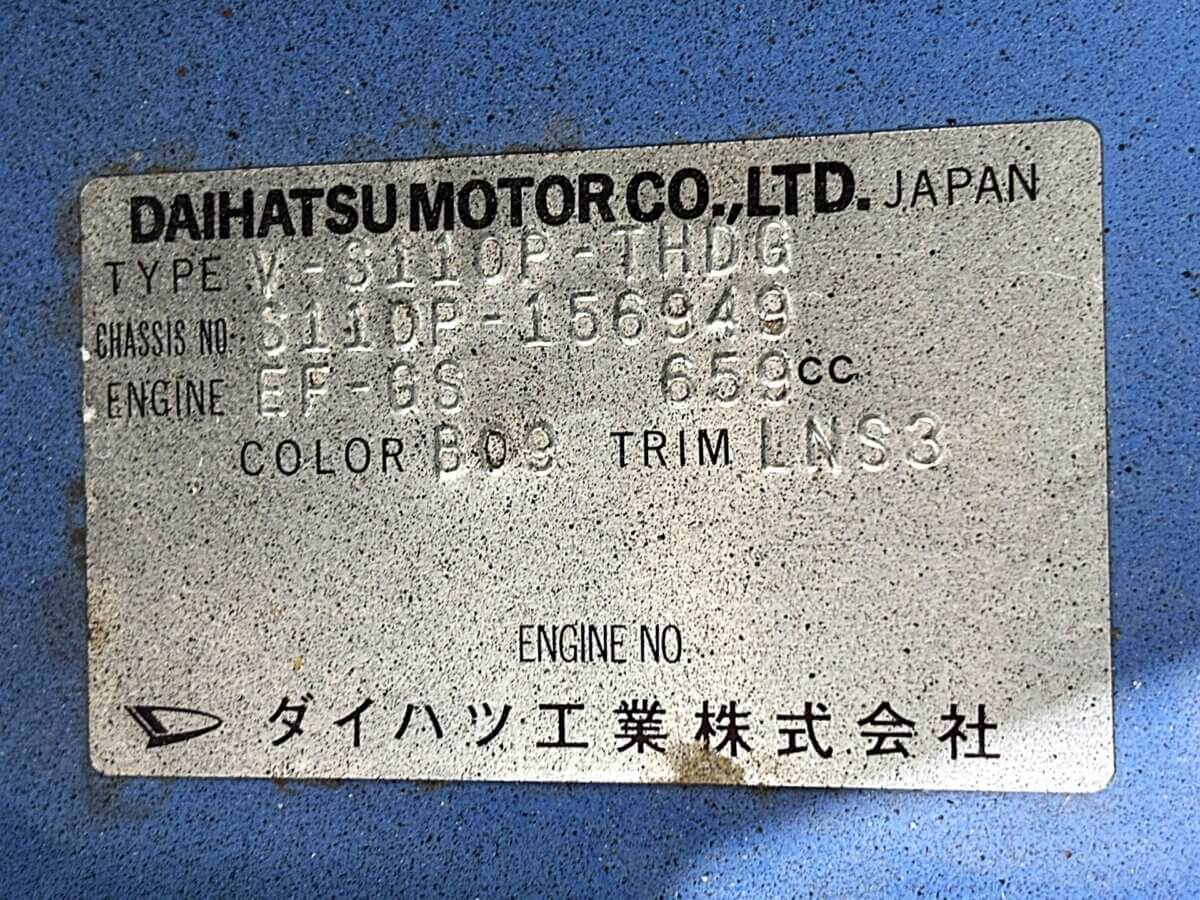 DAIHATSU MOTOR CO., LTD. JAPAN
TYPE V-S110P-THDG
CHASSIS NO. S110P-156949
ENGINE EF-GS 659cc
COLOR B09 TRIM LNS3
ENGINE NO.
ダイハツ工業株式会社